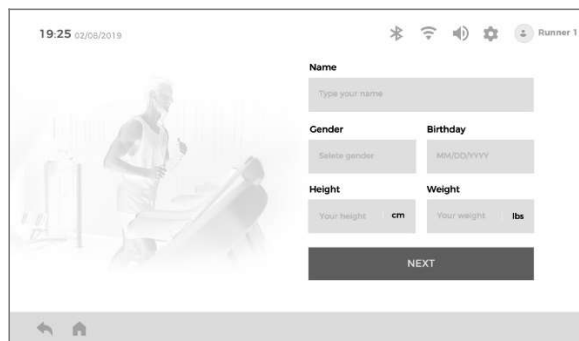 19:25 02/08/2019
Runner 1
Name
Type your name
Gender Birthday
Selete gender MM/DD/YYYY
Height Weight
Your height cm Your weight lbs
NEXT